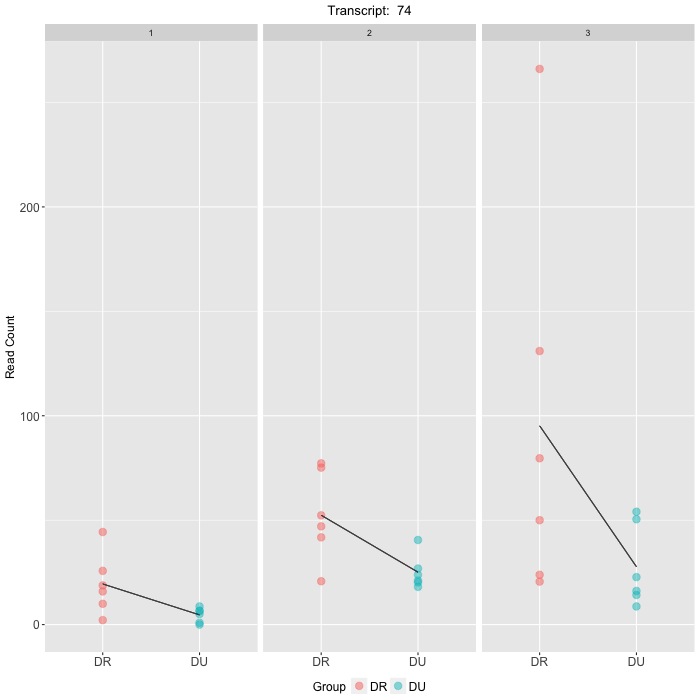 Transcript:  74
1 2 3
200
100
0
Read Count
DR DU DR DU DR DU
Group DR DU